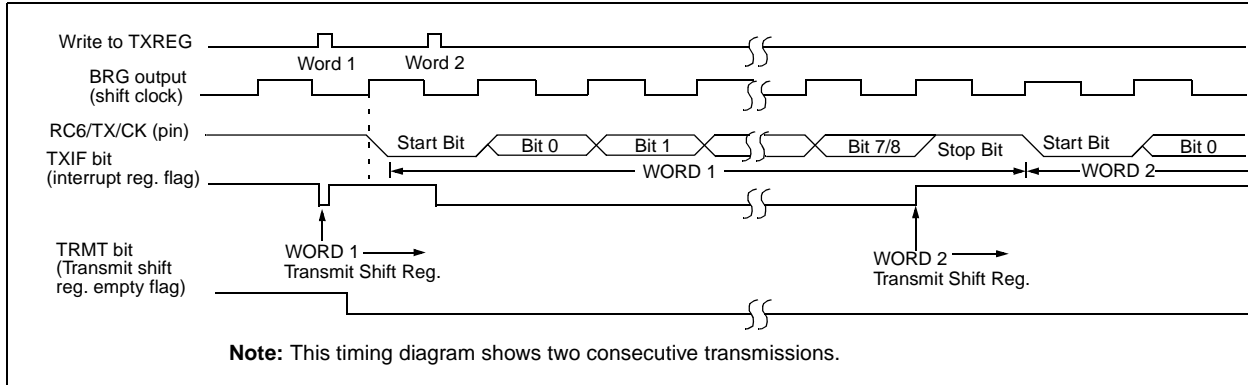 Write to TXREG
Word 1
Word 2
BRG output
(shift clock)
RC6/TX/CK (pin)
Start Bit
Bit 0
Bit 1
Bit 7/8
Stop Bit
Start Bit
Bit 0
TXIF bit
(interrupt reg. flag)
WORD 1
WORD 2
TRMT bit
(Transmit shift
reg. empty flag)
WORD 1
Transmit Shift Reg.
WORD 2
Transmit Shift Reg.
Note: This timing diagram shows two consecutive transmissions.